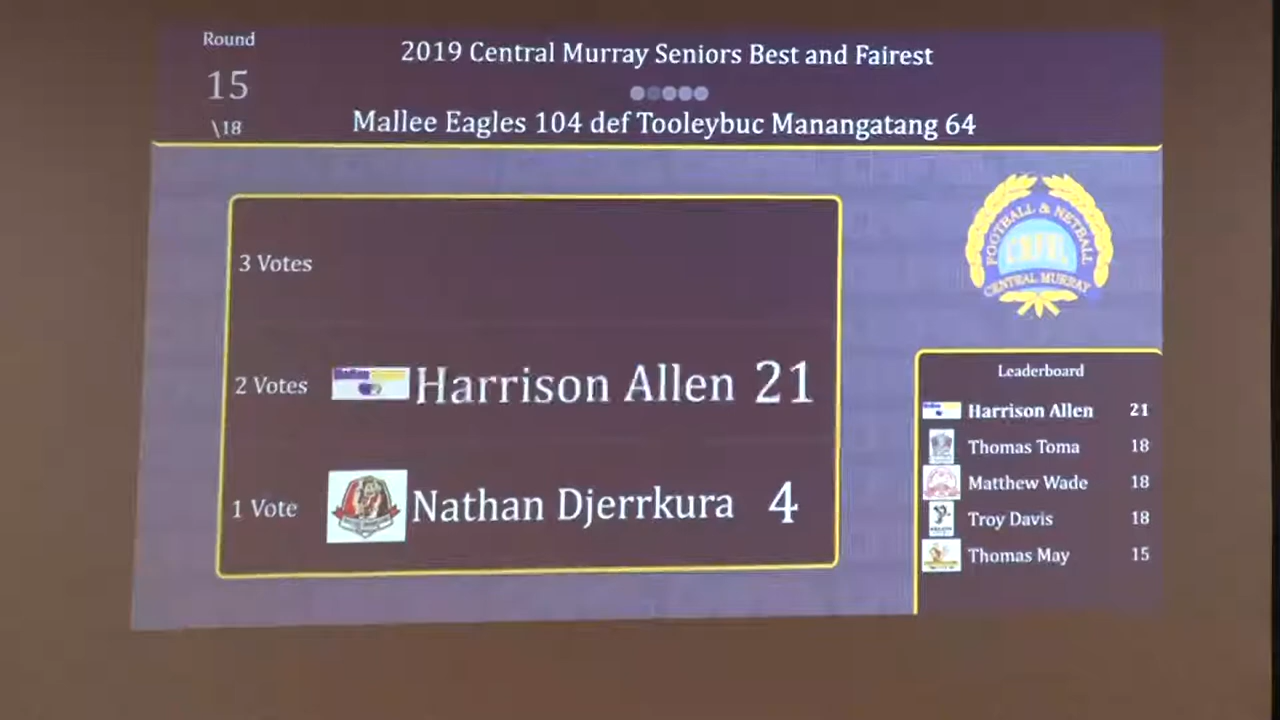 Round
15
\18
2019 Central Murray Seniors Best and Fairest
Mallee Eagles 104 def Tooleybuc Manangatang 64
3 Votes
2 Votes Harrison Allen 21
1 Vote Nathan Djerrkura 4
FOOTBALL & NETBALL
CENTRAL MURRAY
Leaderboard
Harrison Allen 21
Thomas Toma 18
Matthew Wade 18
Troy Davis 18
Thomas May 15